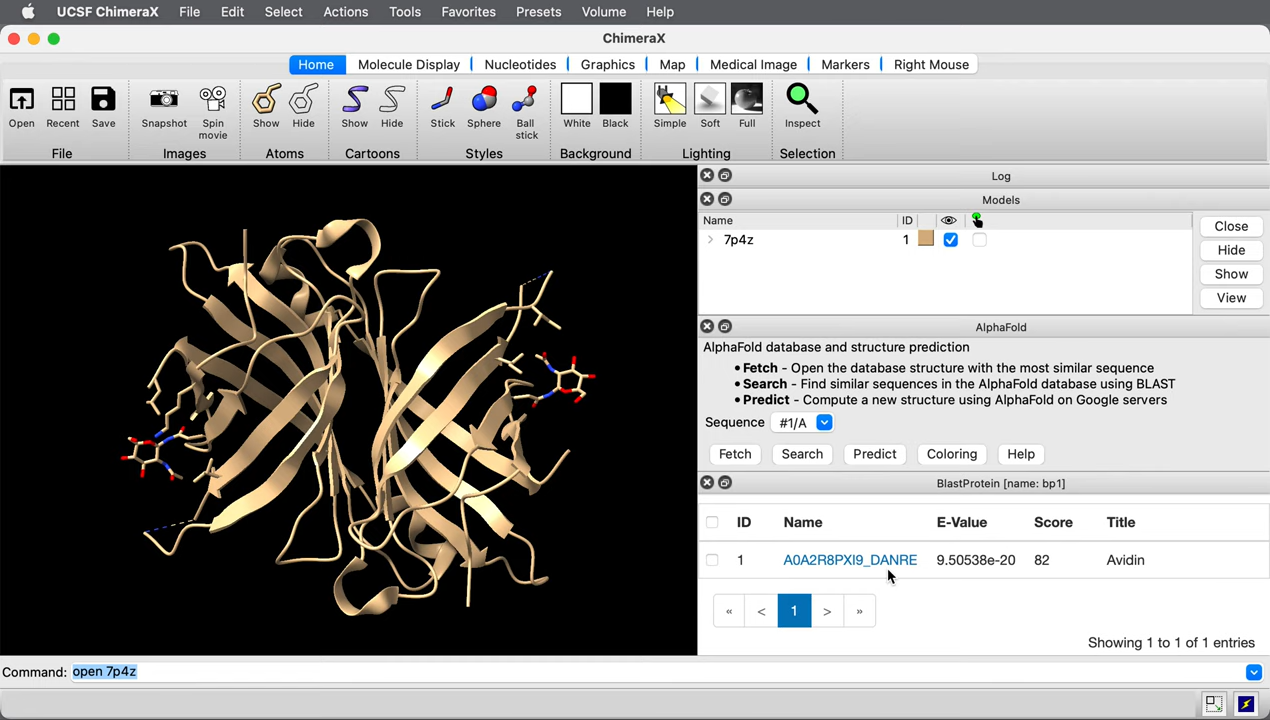 UCSF ChimeraX File Edit Select Actions Tools Favorites Presets Volume Help
ChimeraX
Home Molecule Display Nucleotides Graphics Map Medical Image Markers Right Mouse
Open Recent Save Snapshot Spin movie Show Hide Show Hide Stick Sphere Ball stick White Black Simple Soft Full Inspect
File Images Atoms Cartoons Styles Background Lighting Selection
Log
Models
Name ID
7p4z 1
Close
Hide
Show
View
AlphaFold
AlphaFold database and structure prediction
• Fetch - Open the database structure with the most similar sequence
• Search - Find similar sequences in the AlphaFold database using BLAST
• Predict - Compute a new structure using AlphaFold on Google servers
Sequence #1/A
Fetch Search Predict Coloring Help
BlastProtein [name: bp1]
ID Name E-Value Score Title
1 A0A2R8PXI9_DANRE 9.50538e-20 82 Avidin
« < 1 > »
Showing 1 to 1 of 1 entries
Command: open 7p4z